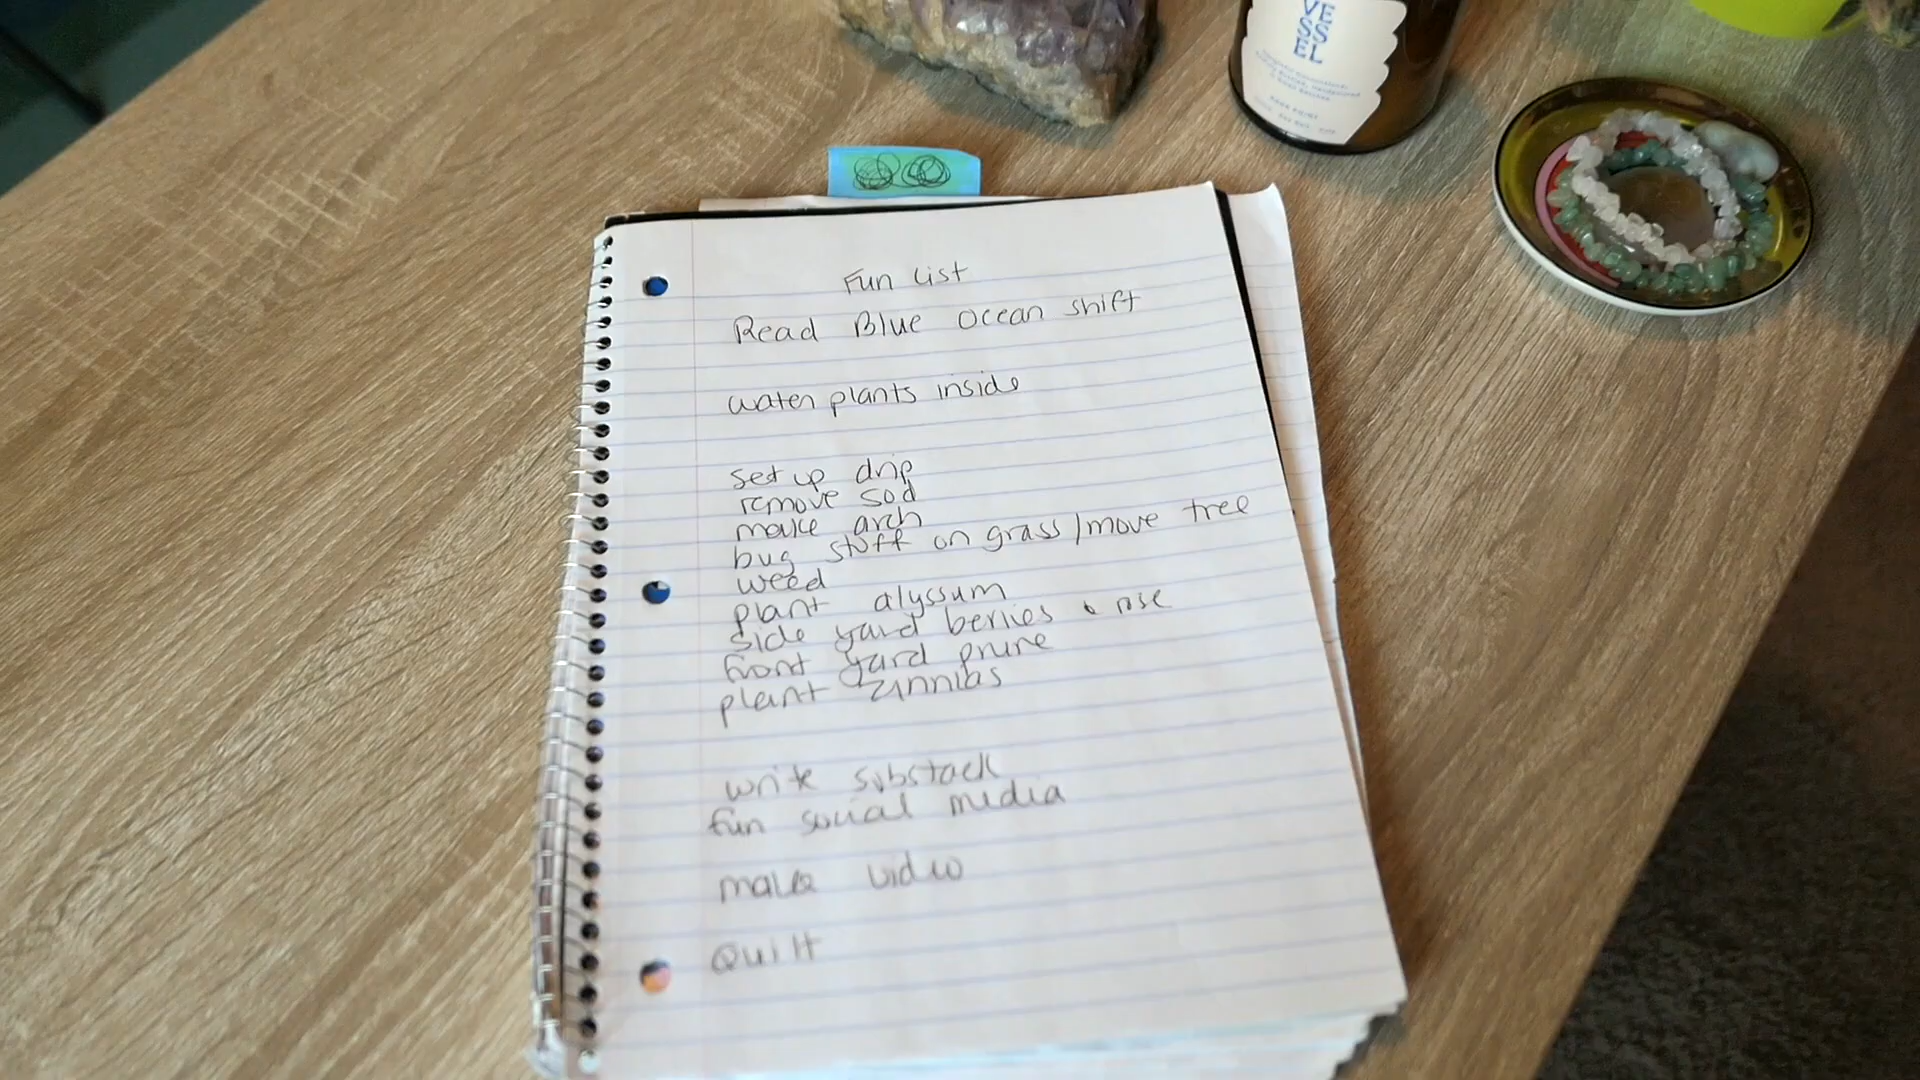 VESSEL
Fun List
Read Blue Ocean shift
water plants inside
set up drip
remove sod
make arch
bug stuff on grass/move tree
weed
plant alyssum
side yard berries & rose
front yard prune
plant zinnias
write substack
fun social media
make video
Quilt